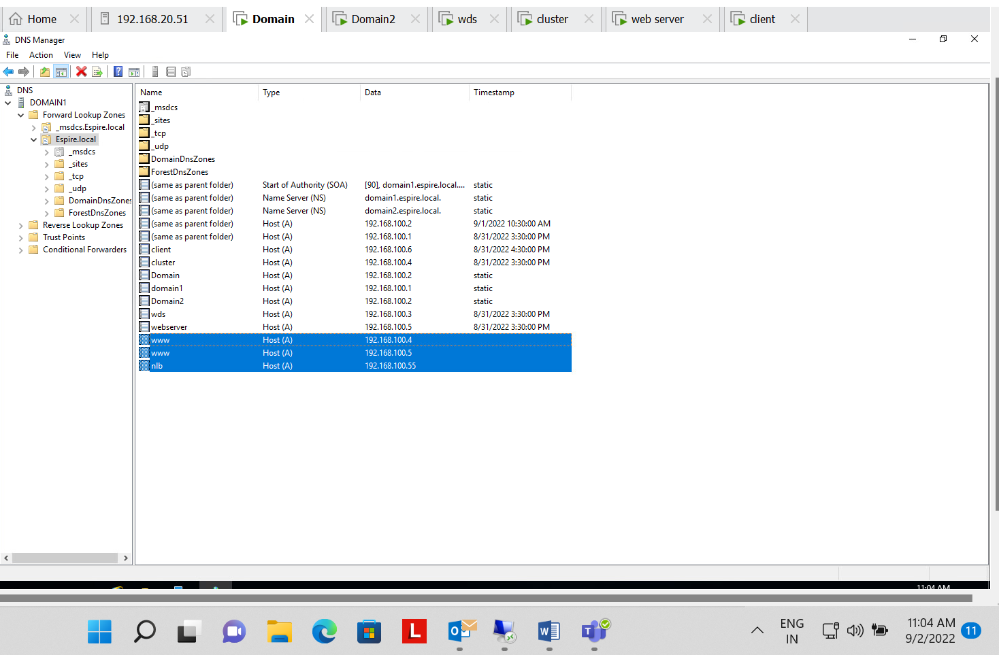 Home 192.168.20.51 Domain Domain2 wds cluster web server client
DNS Manager
File Action View Help
DNS
DOMAIN1
Forward Lookup Zones
_msdcs.Espire.local
Espire.local
_msdcs
_sites
_tcp
_udp
DomainDnsZones
ForestDnsZones
Reverse Lookup Zones
Trust Points
Conditional Forwarders
Name Type Data Timestamp
_msdcs
_sites
_tcp
_udp
DomainDnsZones
ForestDnsZones
(same as parent folder) Start of Authority (SOA) [90], domain1.espire.local.... static
(same as parent folder) Name Server (NS) domain1.espire.local. static
(same as parent folder) Name Server (NS) domain2.espire.local. static
(same as parent folder) Host (A) 192.168.100.2 9/1/2022 10:30:00 AM
(same as parent folder) Host (A) 192.168.100.1 8/31/2022 3:30:00 PM
client Host (A) 192.168.100.6 8/31/2022 4:30:00 PM
cluster Host (A) 192.168.100.4 8/31/2022 3:30:00 PM
Domain Host (A) 192.168.100.2 static
domain1 Host (A) 192.168.100.1 static
Domain2 Host (A) 192.168.100.2 static
wds Host (A) 192.168.100.3 8/31/2022 3:30:00 PM
webserver Host (A) 192.168.100.5 8/31/2022 3:30:00 PM
www Host (A) 192.168.100.4
www Host (A) 192.168.100.5
nlb Host (A) 192.168.100.55
11:04 AM
ENG
IN
11:04 AM
9/2/2022
11